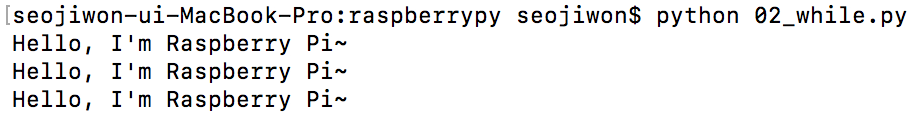 [seojiwon-ui-MacBook-Pro:raspberrypy seojiwon$ python 02_while.py
Hello, I'm Raspberry Pi~
Hello, I'm Raspberry Pi~
Hello, I'm Raspberry Pi~